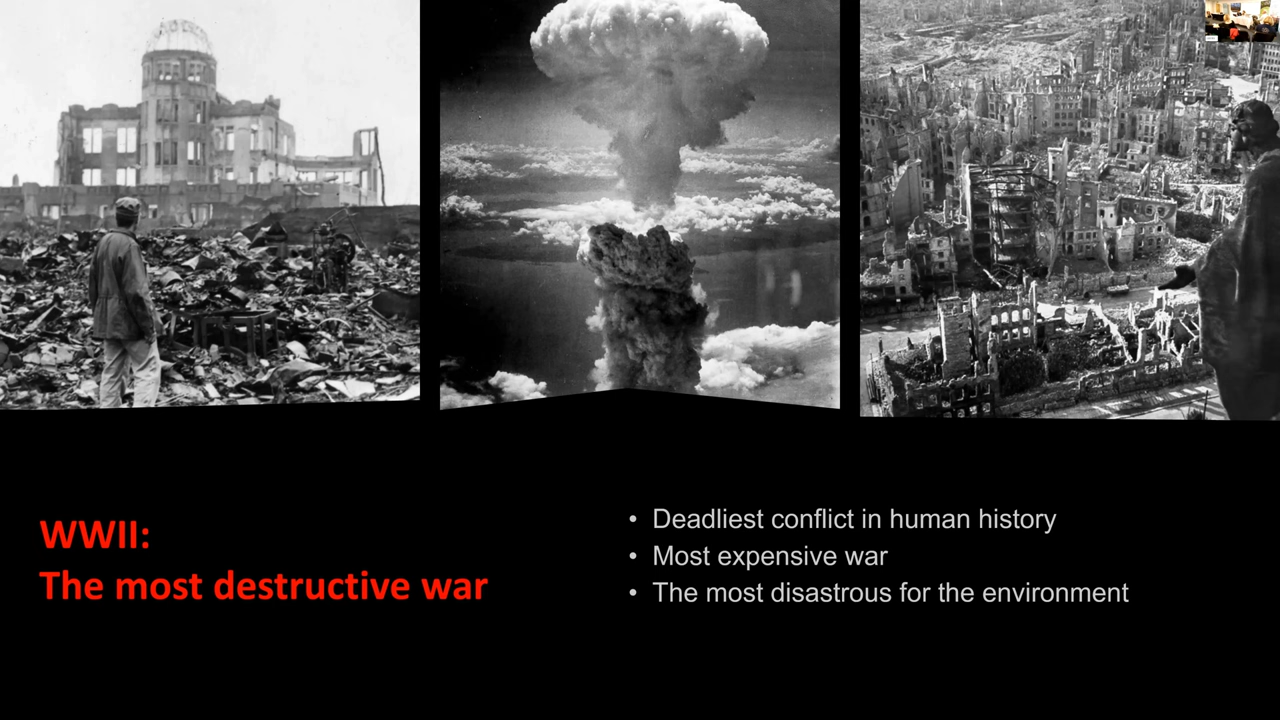 WWII:
The most destructive war
• Deadliest conflict in human history
• Most expensive war
• The most disastrous for the environment